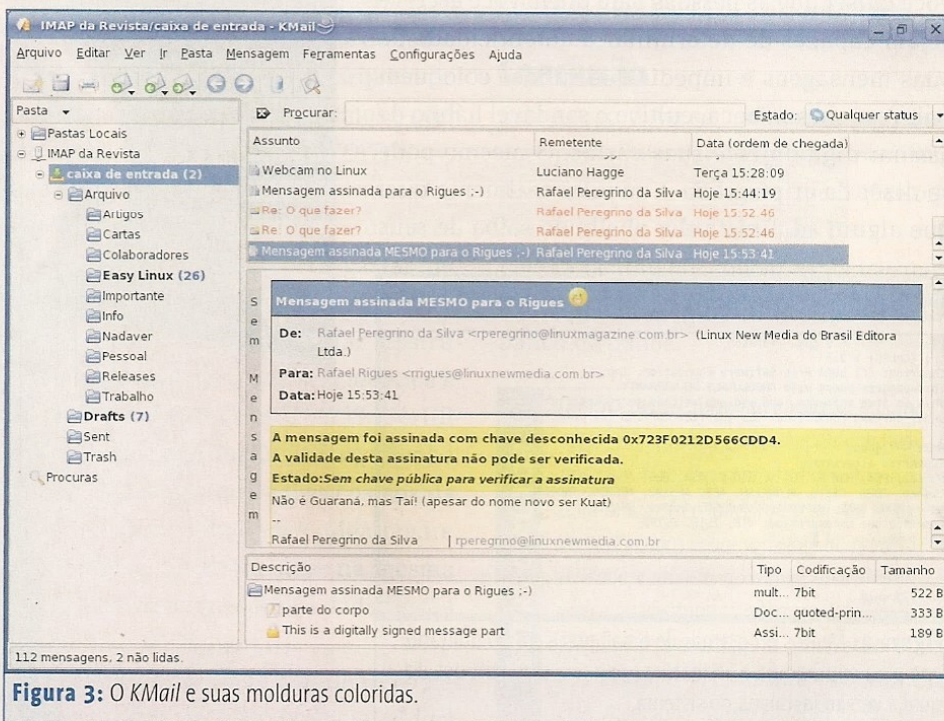 IMAP da Revista/caixa de entrada - KMail
Arquivo Editar Ver Ir Pasta Mensagem Ferramentas Configurações Ajuda
Pasta
Pastas Locais
IMAP da Revista
caixa de entrada (2)
Arquivo
Artigos
Cartas
Colaboradores
Easy Linux (26)
Importante
Info
Nadaver
Pessoal
Releases
Trabalho
Drafts (7)
Sent
Trash
Procuras
Procurar: Estado: Qualquer status
Assunto Remetente Data (ordem de chegada)
Webcam no Linux Luciano Hagge Terça 15:28:09
Mensagem assinada para o Rigues ;-) Rafael Peregrino da Silva Hoje 15:44:19
Re: O que fazer? Rafael Peregrino da Silva Hoje 15:52:46
Re: O que fazer? Rafael Peregrino da Silva Hoje 15:52:46
Mensagem assinada MESMO para o Rigues ;-) Rafael Peregrino da Silva Hoje 15:53:41
Sem Mensagem
Mensagem assinada MESMO para o Rigues
De: Rafael Peregrino da Silva <rperegrino@linuxmagazine.com.br> (Linux New Media do Brasil Editora
Ltda.)
Para: Rafael Rigues <rrigues@linuxnewmedia.com.br>
Data: Hoje 15:53:41
A mensagem foi assinada com chave desconhecida 0x723F0212D566CDD4.
A validade desta assinatura não pode ser verificada.
Estado:Sem chave pública para verificar a assinatura
Não é Guaraná, mas Taí! (apesar do nome novo ser Kuat)
--
Rafael Peregrino da Silva | rperegrino@linuxnewmedia.com.br
Descrição Tipo Codificação Tamanho
Mensagem assinada MESMO para o Rigues ;-) mult... 7bit 522 B
parte do corpo Doc... quoted-prin... 333 B
This is a digitally signed message part Assi... 7bit 189 B
112 mensagens, 2 não lidas.
Figura 3: O KMail e suas molduras coloridas.